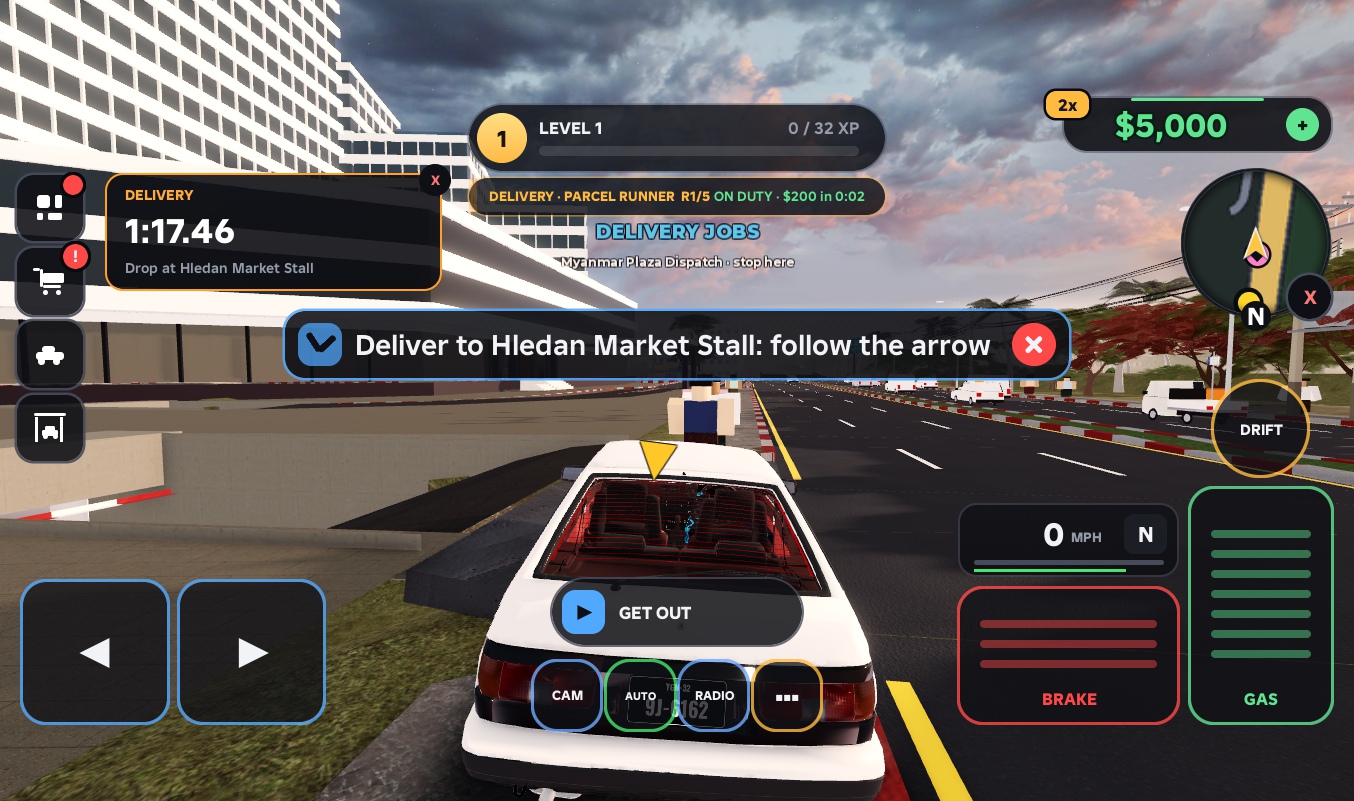 1
LEVEL 1
0 / 32 XP
2x
$5,000
+
DELIVERY
X
1:17.46
Drop at Hledan Market Stall
DELIVERY · PARCEL RUNNER R1/5 ON DUTY · $200 in 0:02
DELIVERY JOBS
Myanmar Plaza Dispatch · stop here
!
X
N
Deliver to Hledan Market Stall: follow the arrow
DRIFT
0 MPH
N
GET OUT
CAM
AUTO
RADIO
BRAKE
GAS